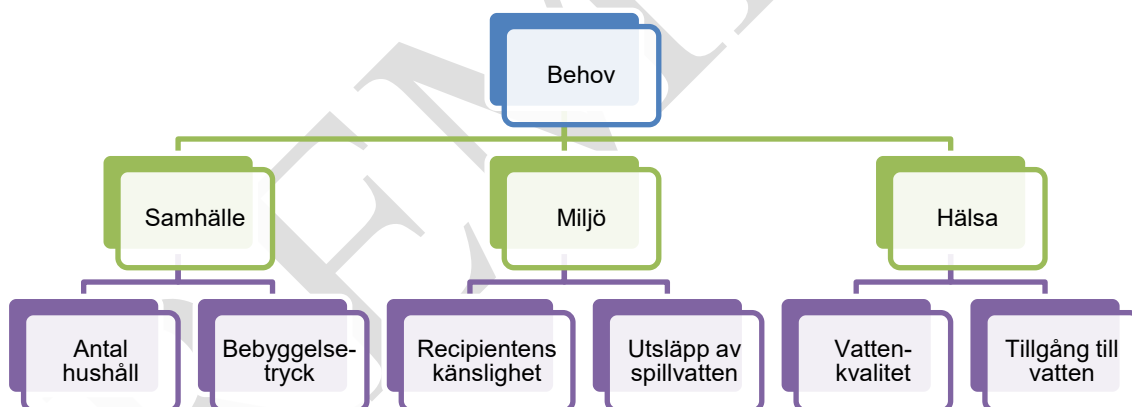 Behov
Samhälle
Miljö
Hälsa
Antal
hushåll
Bebyggelse-
tryck
Recipientens
känslighet
Utsläpp av
spillvatten
Vatten-
kvalitet
Tillgång till
vatten